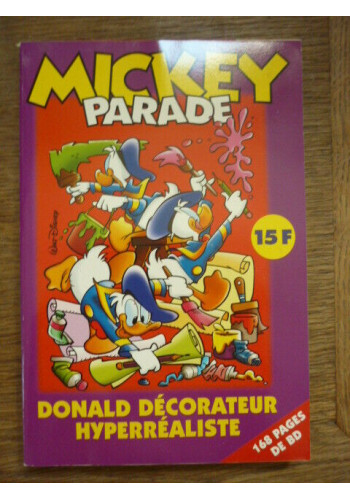 MICKEY
PARADE
WALT DISNEY
15 F
DONALD DÉCORATEUR
HYPERRÉALISTE
168 PAGES
DE BD